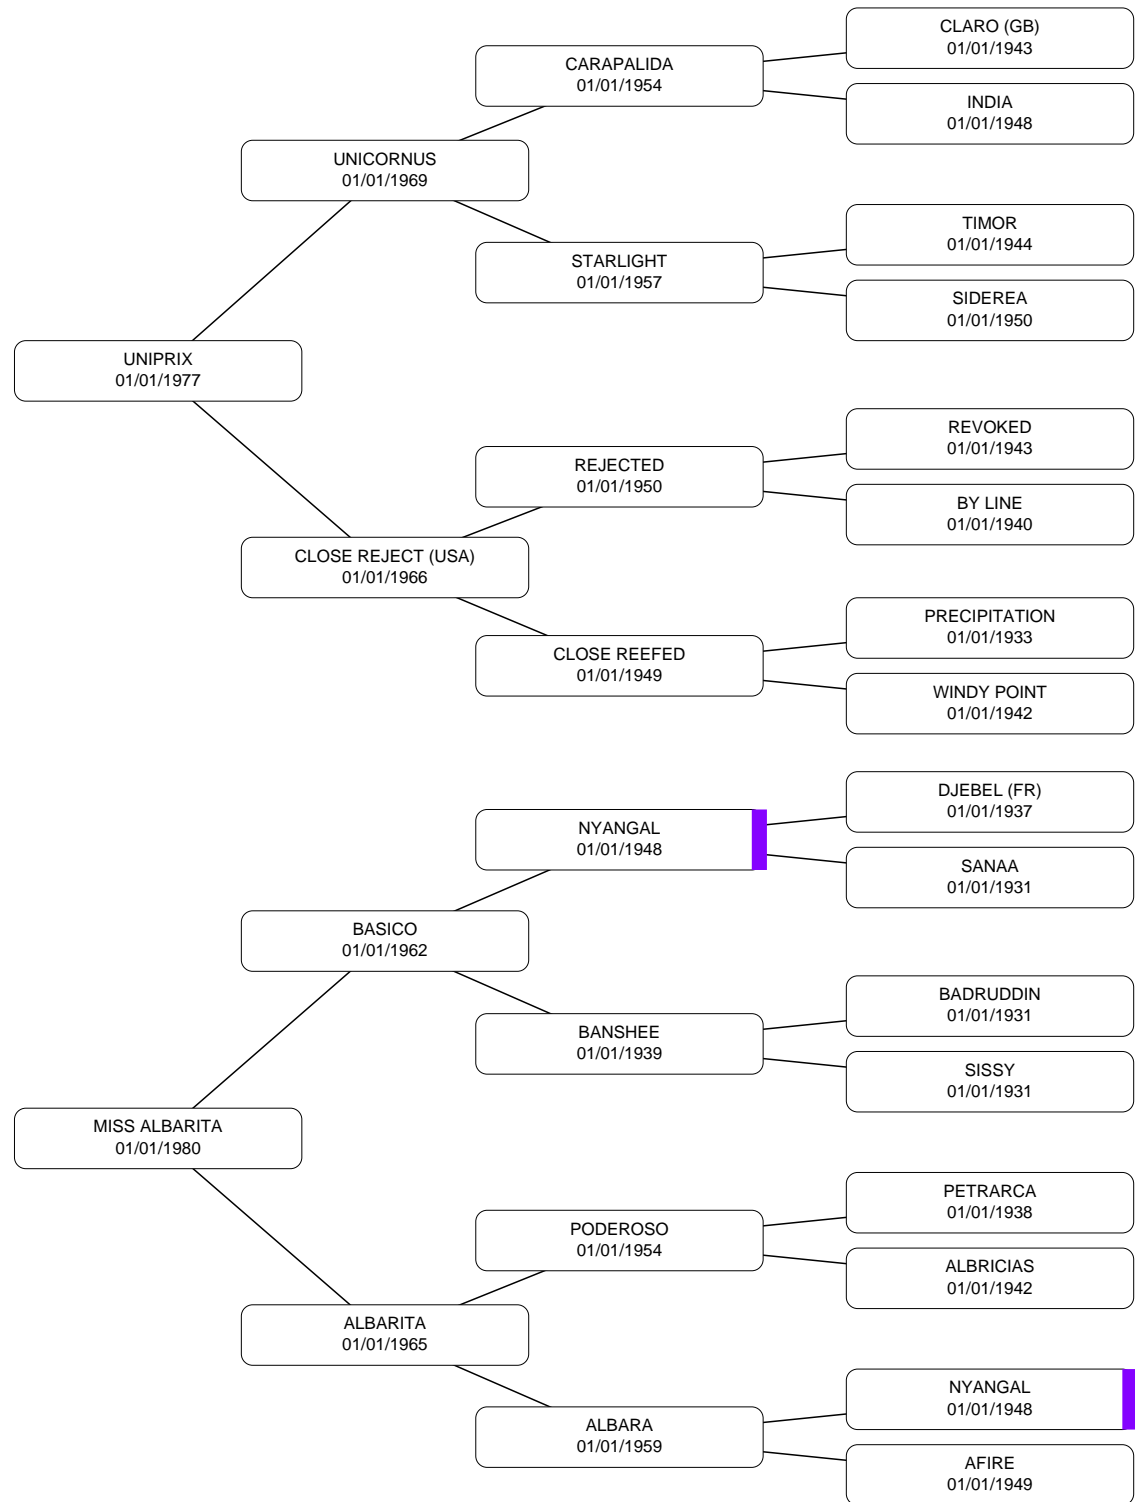 CLARO (GB)
01/01/1943
CARAPALIDA
01/01/1954
INDIA
01/01/1948
UNICORNUS
01/01/1969
TIMOR
01/01/1944
STARLIGHT
01/01/1957
SIDEREA
01/01/1950
UNIPRIX
01/01/1977
REVOKED
01/01/1943
REJECTED
01/01/1950
BY LINE
01/01/1940
CLOSE REJECT (USA)
01/01/1966
PRECIPITATION
01/01/1933
CLOSE REEFED
01/01/1949
WINDY POINT
01/01/1942
DJEBEL (FR)
01/01/1937
NYANGAL
01/01/1948
SANAA
01/01/1931
BASICO
01/01/1962
BADRUDDIN
01/01/1931
BANSHEE
01/01/1939
SISSY
01/01/1931
MISS ALBARITA
01/01/1980
PETRARCA
01/01/1938
PODEROSO
01/01/1954
ALBRICIAS
01/01/1942
ALBARITA
01/01/1965
NYANGAL
01/01/1948
ALBARA
01/01/1959
AFIRE
01/01/1949